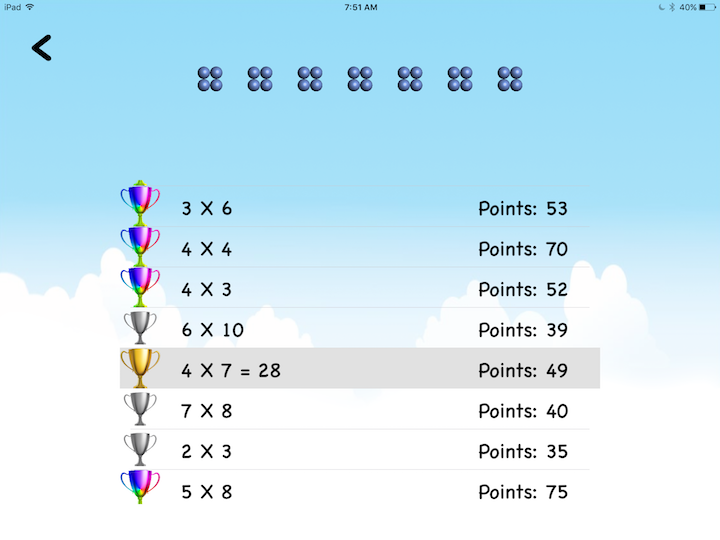 iPad 7:51 AM 40%
3 X 6 Points: 53
4 X 4 Points: 70
4 X 3 Points: 52
6 X 10 Points: 39
4 X 7 = 28 Points: 49
7 X 8 Points: 40
2 X 3 Points: 35
5 X 8 Points: 75